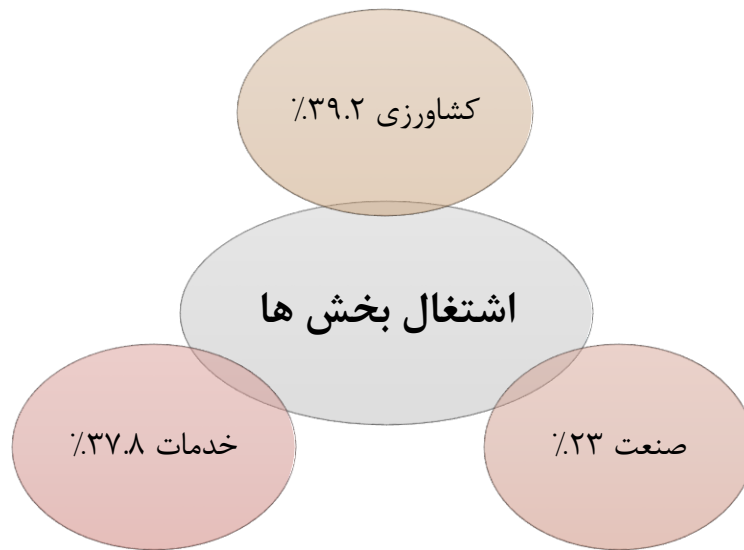 کشاورزی ۳۹.۲٪
اشتغال بخش ها
خدمات ۳۷.۸٪
صنعت ۲۳٪